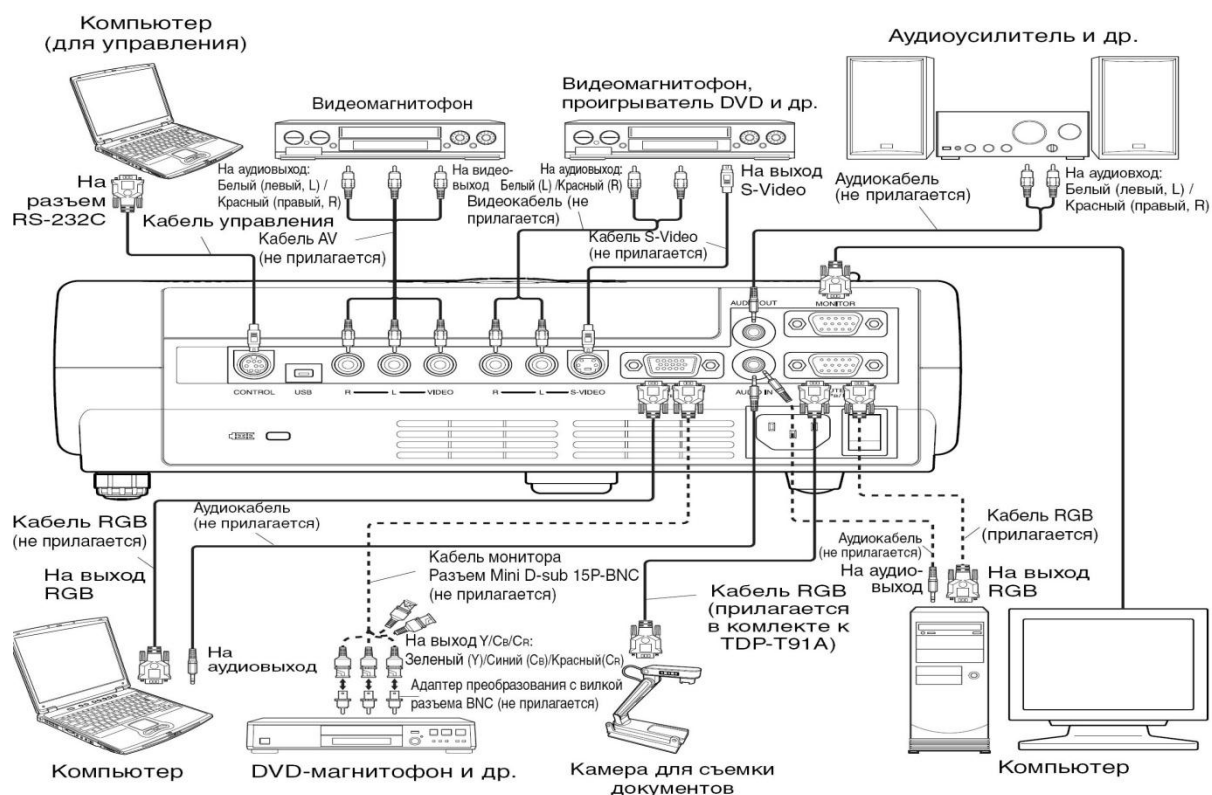 Компьютер
(для управления)
Видеомагнитофон
Видеомагнитофон,
проигрыватель DVD и др.
Аудиоусилитель и др.
На
разъем
RS-232C
На аудиовыход:
Белый (левый, L) /
Красный (правый, R)
На видео-
выход
На аудиовыход:
Белый (L) /Красный (R)
На выход
S-Video
Аудиокабель
(не прилагается)
На аудиовход:
Белый (левый, L) /
Красный (правый, R)
Кабель управления
Кабель AV
(не прилагается)
Видеокабель (не
прилагается)
Кабель S-Video
(не прилагается)
AUDIO OUT
MONITOR
CONTROL
USB
R
L
VIDEO
R
L
S-VIDEO
AUDIO IN
Кабель RGB
(не прилагается)
Аудиокабель
(не прилагается)
На выход
RGB
Кабель монитора
Разъем Mini D-sub 15P-BNC
(не прилагается)
Кабель RGB
(прилагается
в комлекте к
TDP-T91A)
Аудиокабель
(не прилагается)
На аудио-
выход
Кабель RGB
(прилагается)
На выход
RGB
На
аудиовыход
На выход Y/CB/CR:
Зеленый (Y)/Синий (CB)/Красный(CR)
Адаптер преобразования с вилкой
разъема BNC (не прилагается)
Компьютер
DVD-магнитофон и др.
Камера для съемки
документов
Компьютер